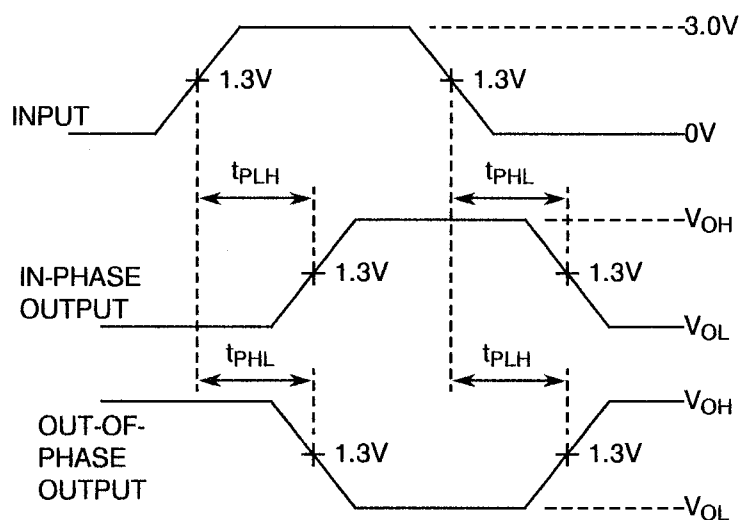 3.0V
1.3V 1.3V
INPUT
0V
tPLH tPHL
VOH
1.3V 1.3V
IN-PHASE
OUTPUT
VOL
tPHL tPLH
VOH
OUT-OF-
PHASE
OUTPUT
1.3V 1.3V
VOL